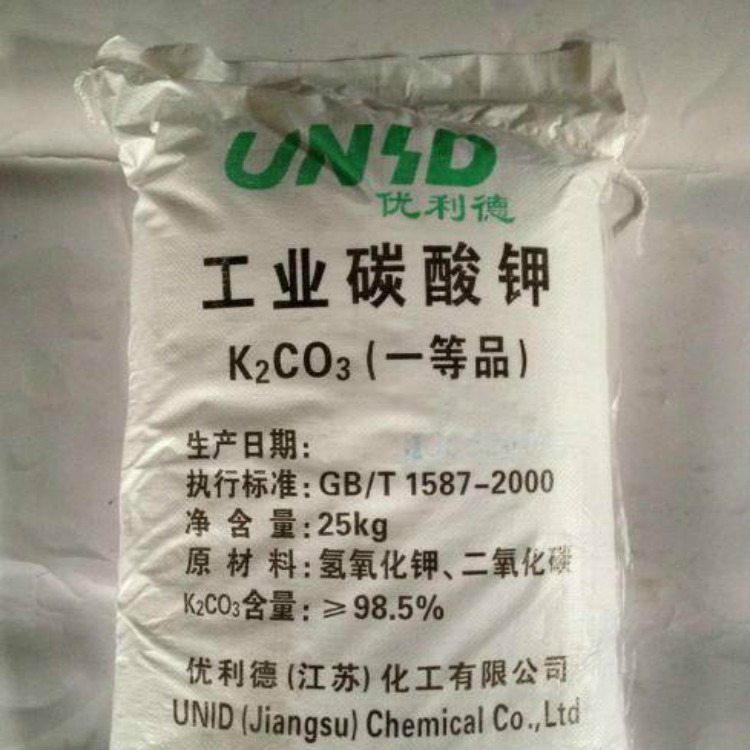 UNID
优利德
工业碳酸钾
K₂CO₃(一等品)
生产日期:
执行标准:GB/T 1587-2000
净含量:25kg
原材料:氢氧化钾、二氧化碳
K₂CO₃含量:≥98.5%
优利德(江苏)化工有限公司
UNID (Jiangsu) Chemical Co.,Ltd